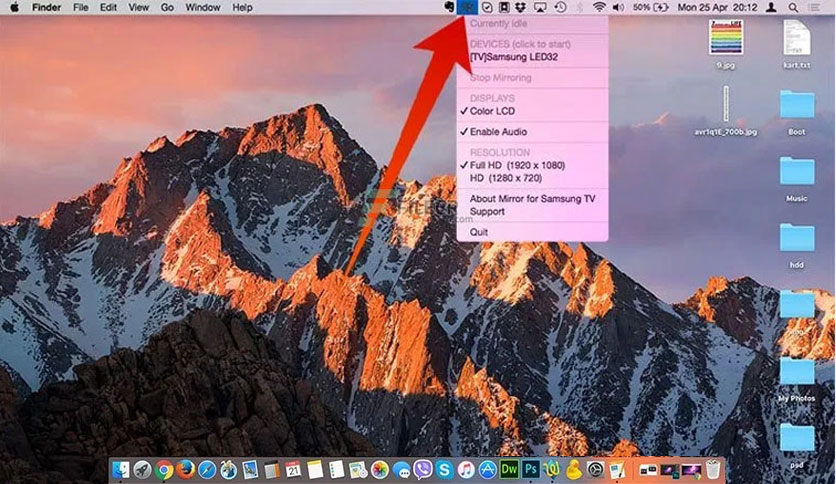 Finder File Edit View Go Window Help 50% Mon 25 Apr 20:12
Currently idle
DEVICES (click to start)
[TV]Samsung LED32
Stop Mirroring
DISPLAYS
✓ Color LCD
✓ Enable Audio
RESOLUTION
✓ Full HD (1920 x 1080)
HD (1280 x 720)
About Mirror for Samsung TV
Support
Quit
.com
9.jpg
kart.txt
avr1q1E_700b.jpg
Boot
Music
hdd
My Photos
psd
21
Dw
Ps